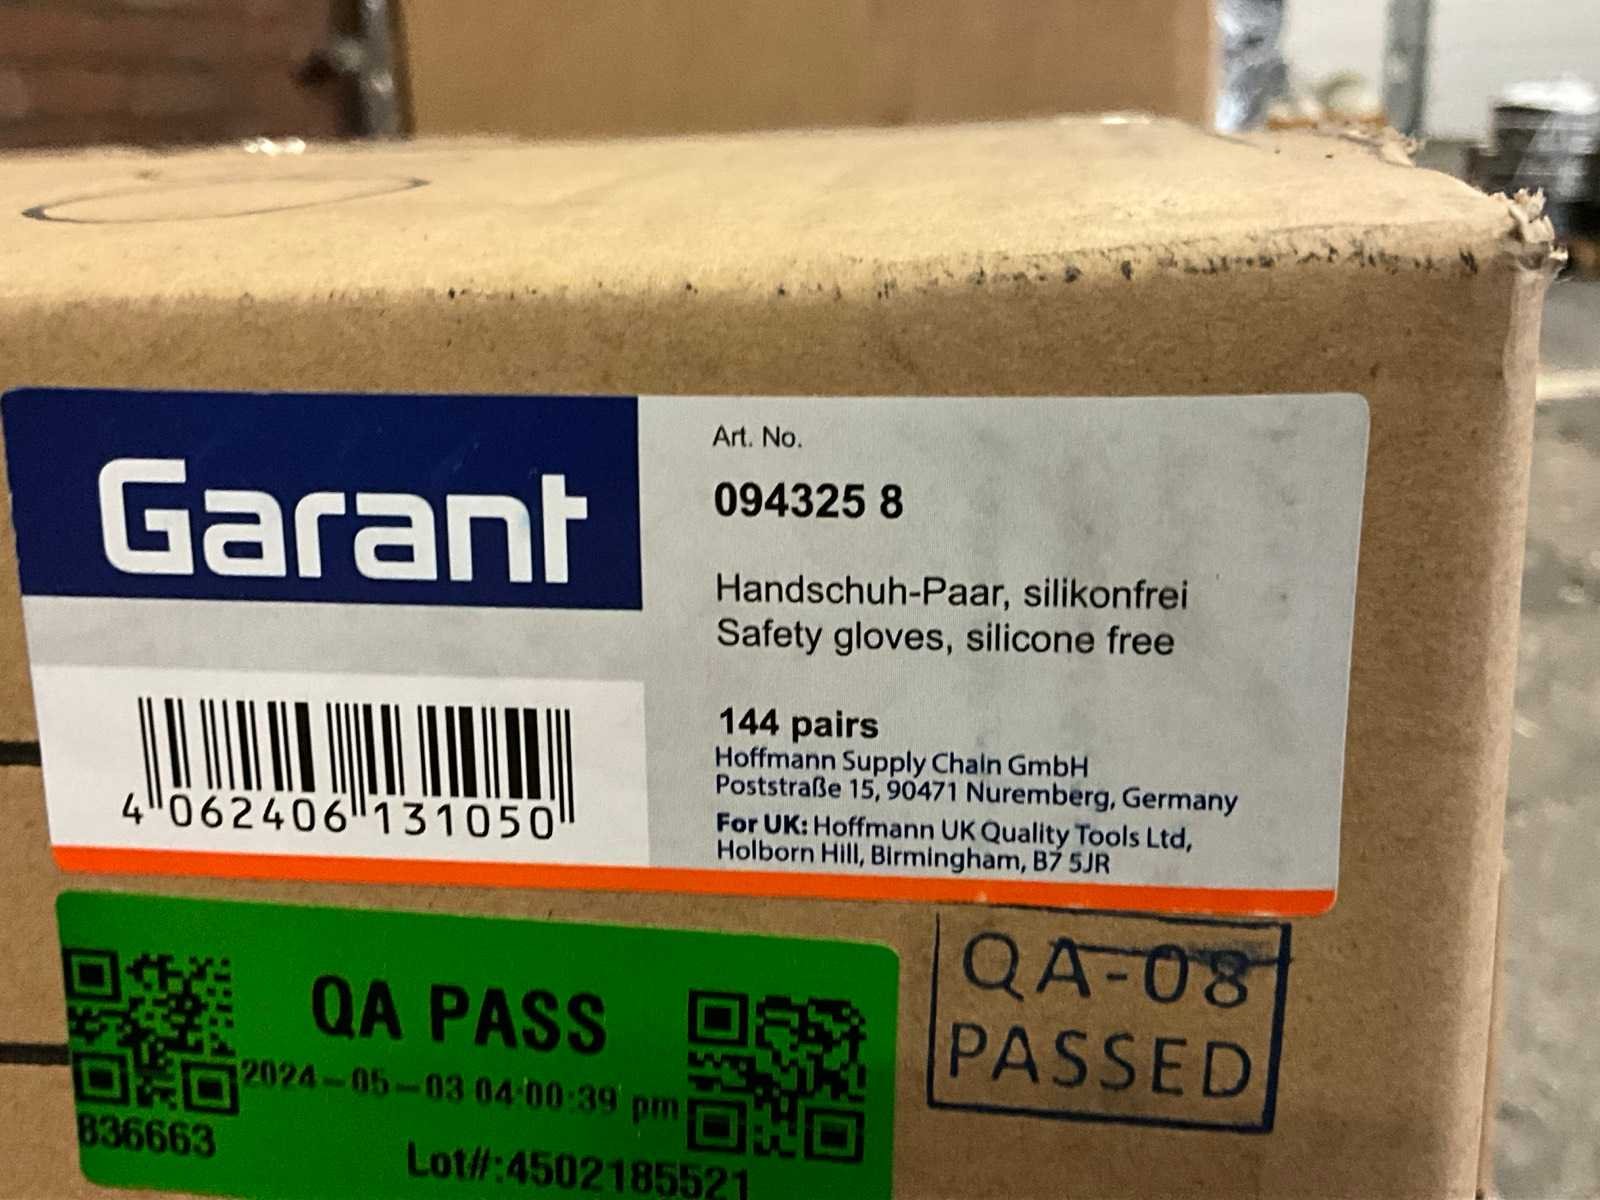 Garant
Art. No.
094325 8
Handschuh-Paar, silikonfrei
Safety gloves, silicone free
144 pairs
Hoffmann Supply Chain GmbH
Poststraße 15, 90471 Nuremberg, Germany
For UK: Hoffmann UK Quality Tools Ltd,
Holborn Hill, Birmingham, B7 5JR
4 062406 131050
QA PASS
2024-05-03 04:00:39 pm
836663
Lot#:4502185521
QA-08
PASSED